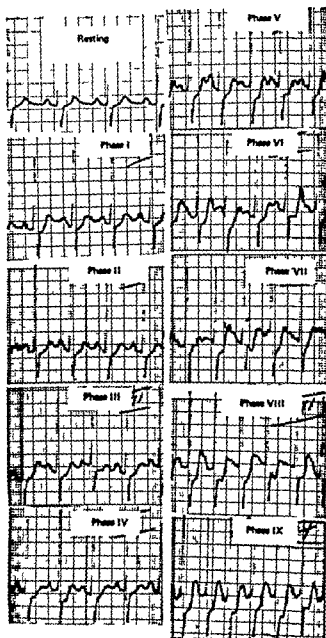 Resting
Phase I
Phase II
Phase III
Phase IV
Phase V
Phase VI
Phase VII
Phase VIII
Phase IX